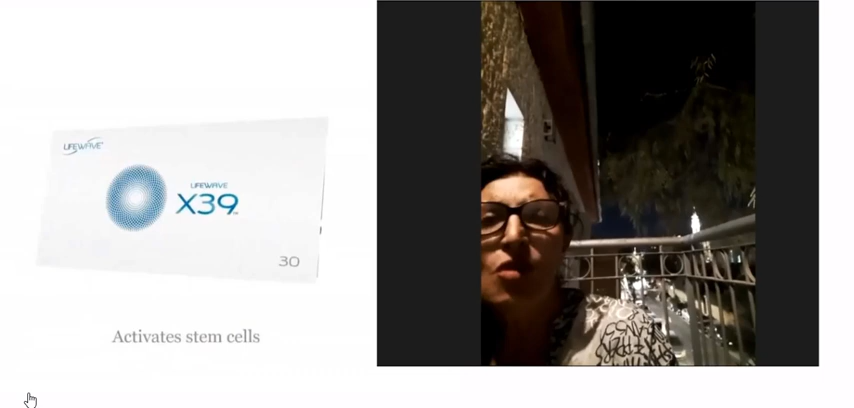 LIFEWAVE
LIFEWAVE
X39
30
Activates stem cells